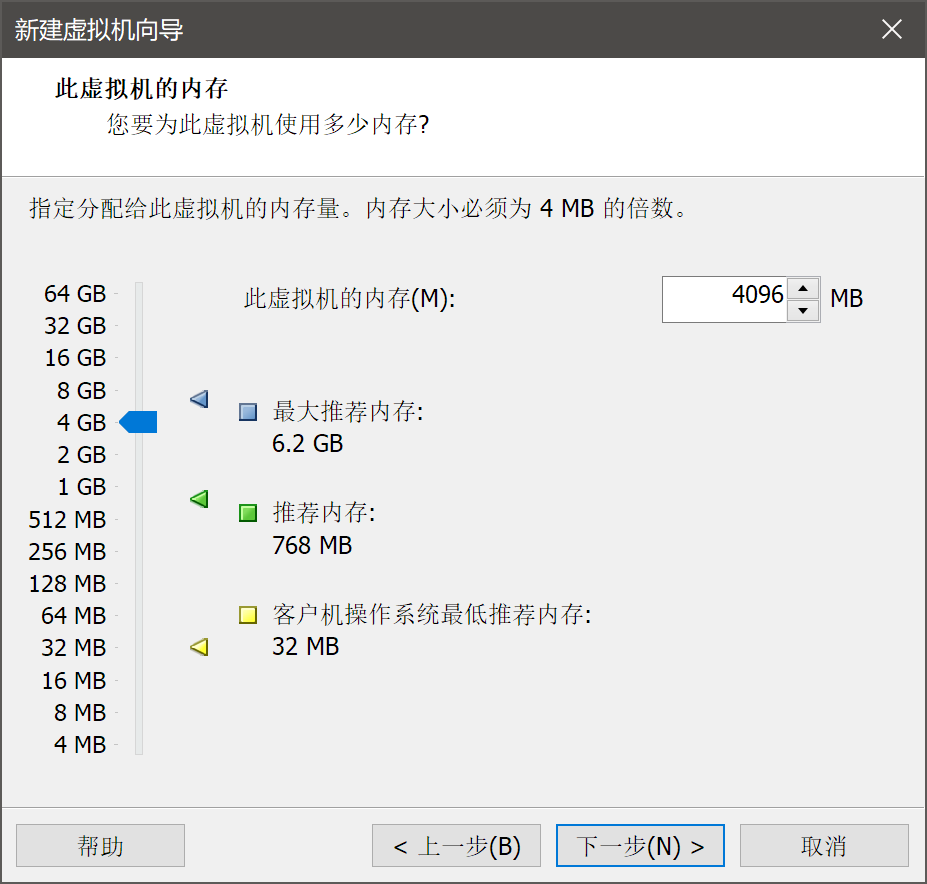 新建虚拟机向导
此虚拟机的内存
您要为此虚拟机使用多少内存?
指定分配给此虚拟机的内存量。内存大小必须为 4 MB 的倍数。
64 GB
32 GB
16 GB
8 GB
4 GB
2 GB
1 GB
512 MB
256 MB
128 MB
64 MB
32 MB
16 MB
8 MB
4 MB
此虚拟机的内存(M): 4096 MB
最大推荐内存:
6.2 GB
推荐内存:
768 MB
客户机操作系统最低推荐内存:
32 MB
帮助 < 上一步(B) 下一步(N) > 取消